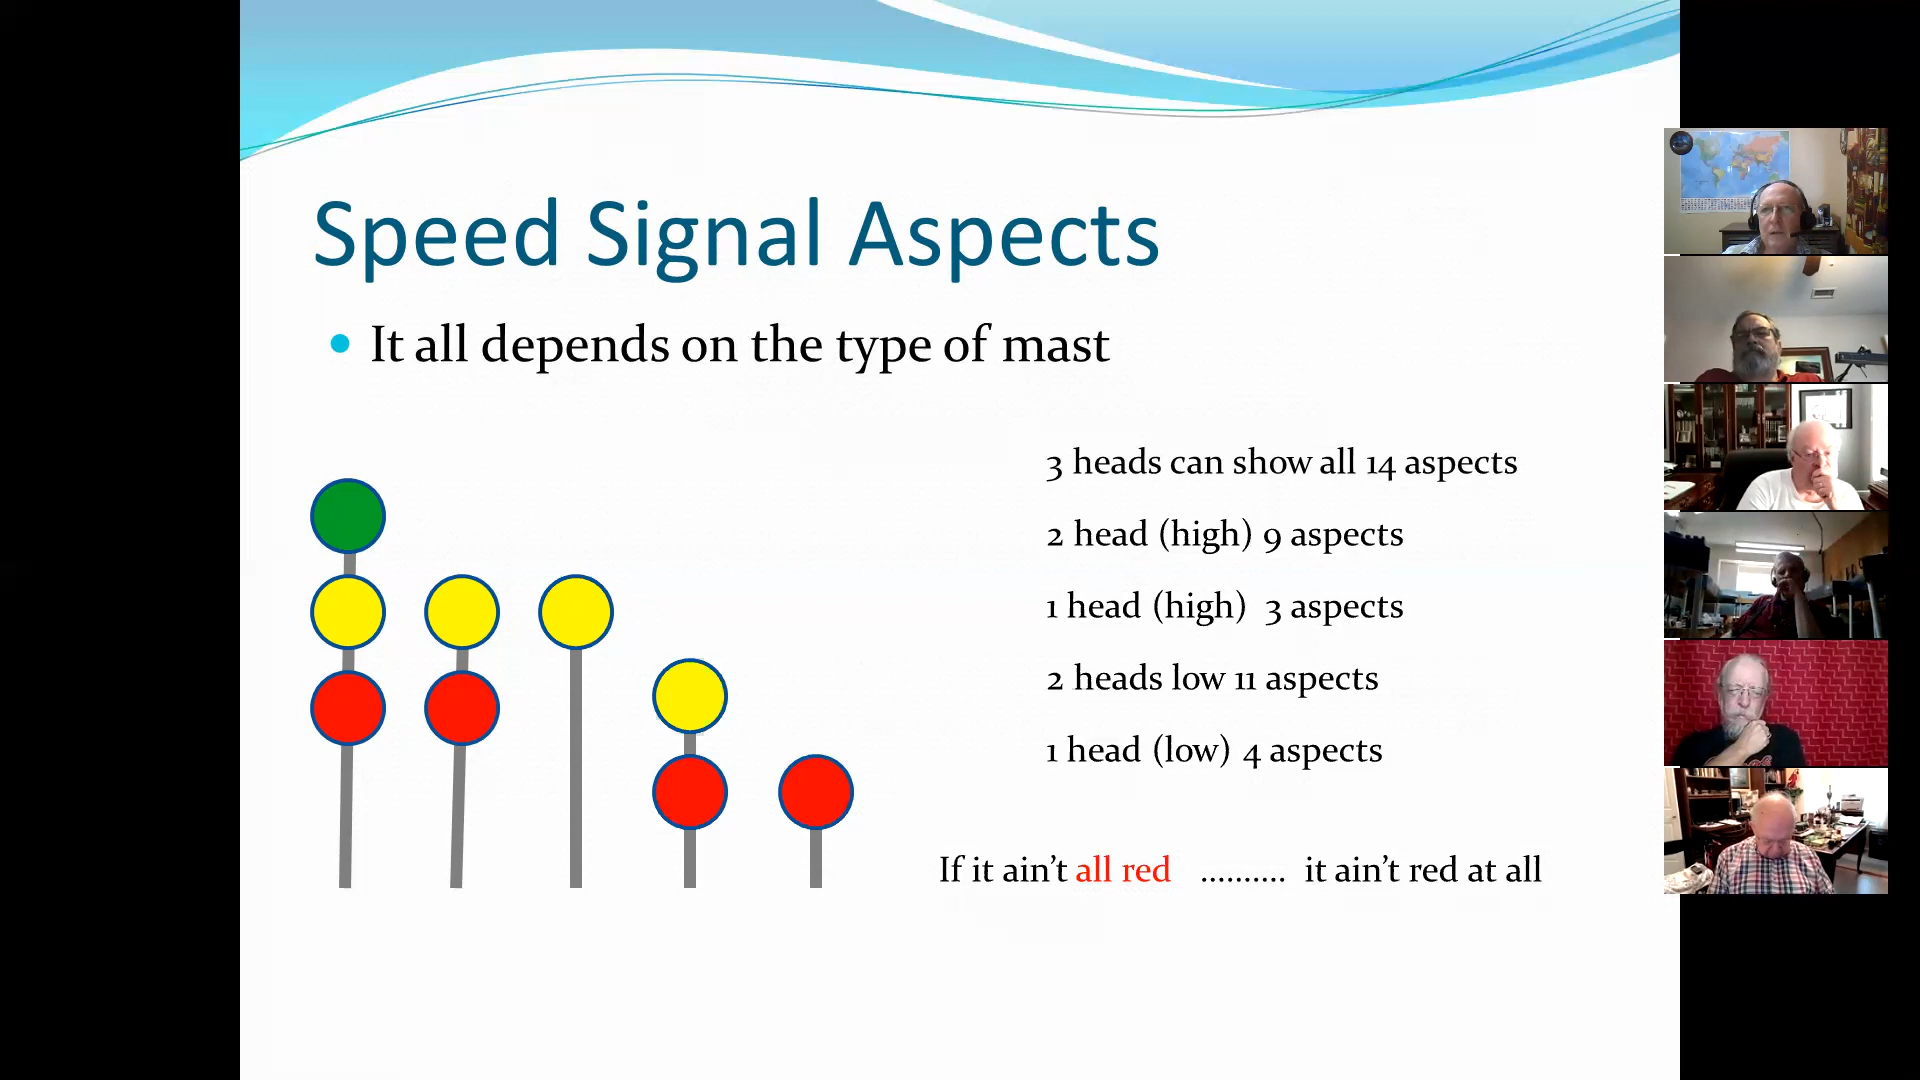 Speed Signal Aspects
It all depends on the type of mast
3 heads can show all 14 aspects
2 head (high) 9 aspects
1 head (high) 3 aspects
2 heads low 11 aspects
1 head (low) 4 aspects
If it ain’t all red .......... it ain’t red at all